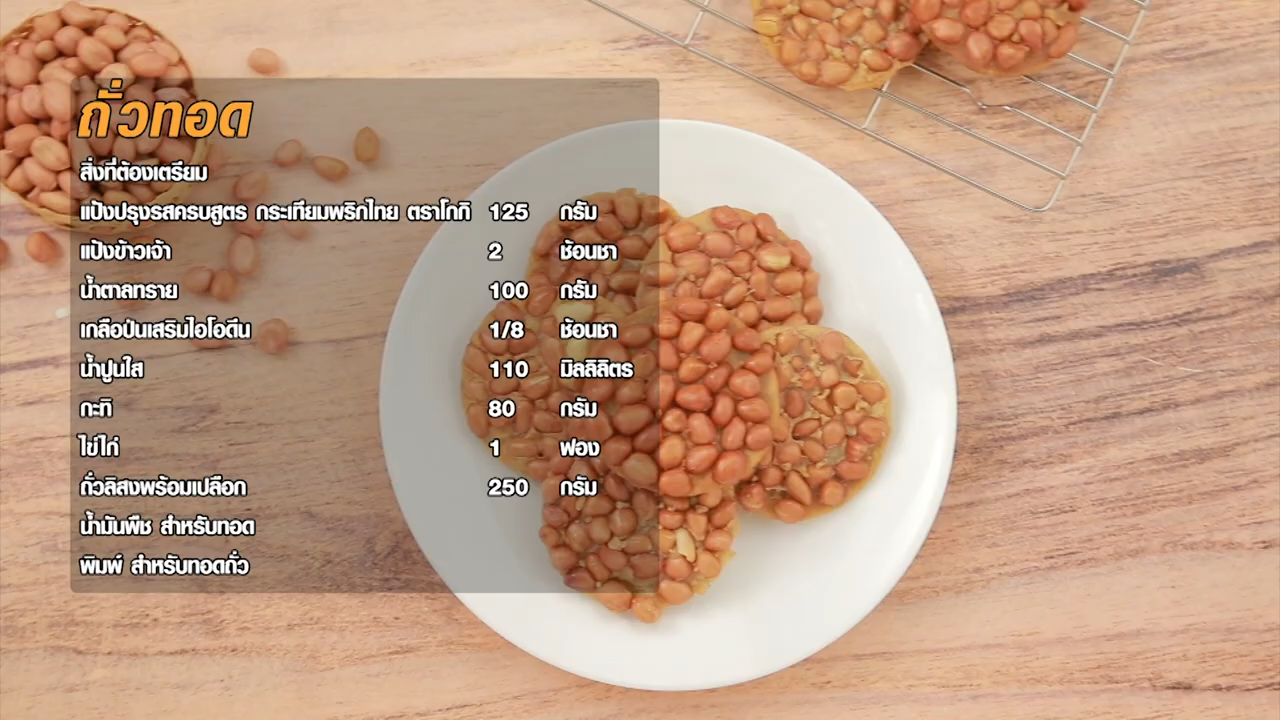 ถั่วทอด
สิ่งที่ต้องเตรียม
แป้งปรุงรสครบสูตร กระเทียมพริกไทย ตราโกกิ 125 กรัม
แป้งข้าวเจ้า 2 ช้อนชา
น้ำตาลทราย 100 กรัม
เกลือป่นเสริมไอโอดีน 1/8 ช้อนชา
น้ำปูนใส 110 มิลลิลิตร
กะทิ 80 กรัม
ไข่ไก่ 1 ฟอง
ถั่วลิสงพร้อมเปลือก 250 กรัม
น้ำมันพืช สำหรับทอด
พิมพ์ สำหรับทอดถั่ว